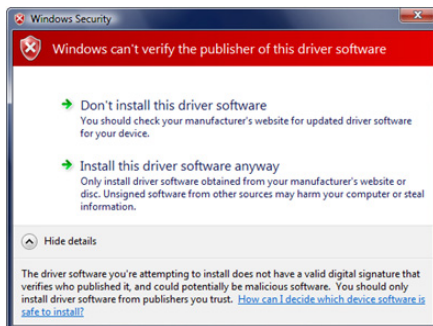 Windows Security
Windows can't verify the publisher of this driver software
Don't install this driver software
You should check your manufacturer's website for updated driver software
for your device.
Install this driver software anyway
Only install driver software obtained from your manufacturer's website or
disc. Unsigned software from other sources may harm your computer or steal
information.
Hide details
The driver software you're attempting to install does not have a valid digital signature that
verifies who published it, and could potentially be malicious software. You should only
install driver software from publishers you trust. How can I decide which device software is
safe to install?